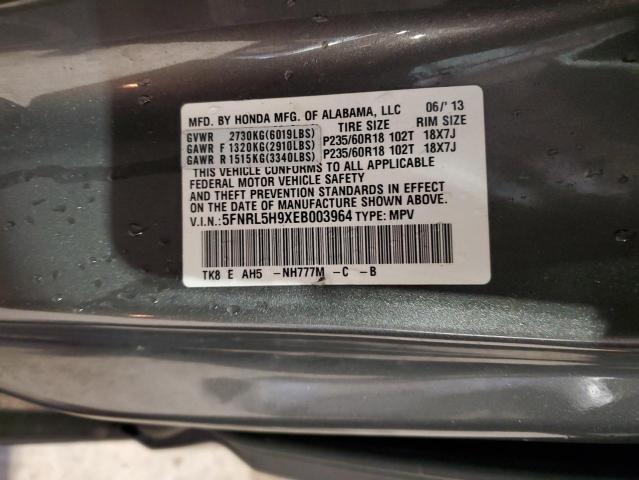 MFD. BY HONDA MFG. OF ALABAMA, LLC 06/'13
TIRE SIZE RIM SIZE
GVWR 2730KG(6019LBS)
GAWR F 1320KG(2910LBS) P235/60R18 102T 18X7J
GAWR R 1515KG(3340LBS) P235/60R18 102T 18X7J
THIS VEHICLE CONFORMS TO ALL APPLICABLE
FEDERAL MOTOR VEHICLE SAFETY
AND THEFT PREVENTION STANDARDS IN EFFECT
ON THE DATE OF MANUFACTURE SHOWN ABOVE.
V.I.N.: 5FNRL5H9XEB003964 TYPE: MPV
TK8 E AH5 -NH777M -C -B